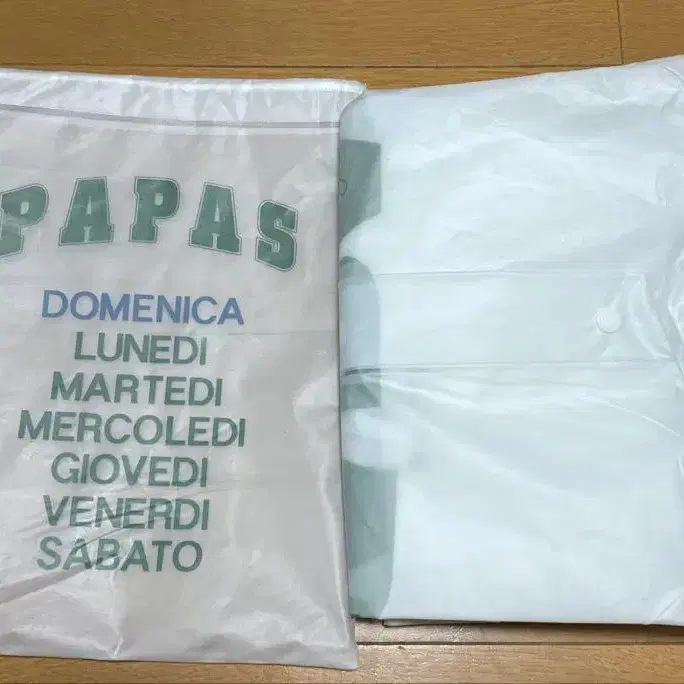 PAPAS
DOMENICA
LUNEDI
MARTEDI
MERCOLEDI
GIOVEDI
VENERDI
SABATO